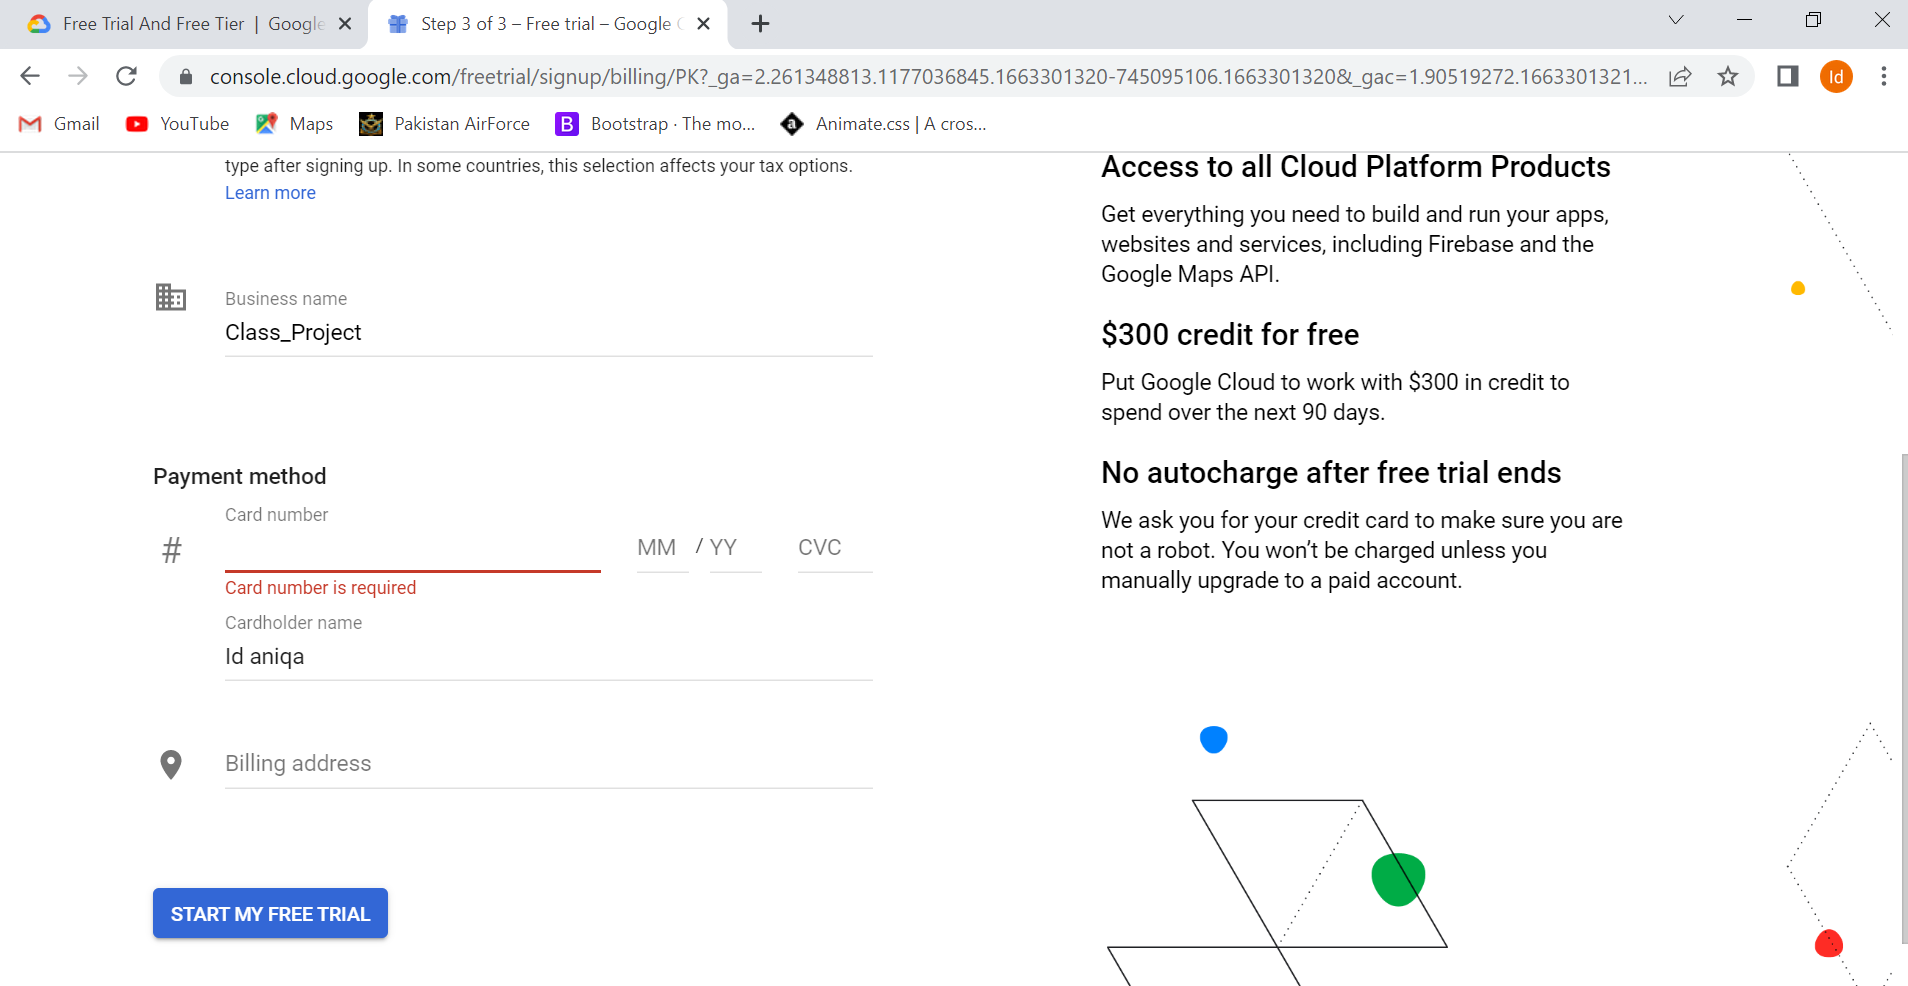 Free Trial And Free Tier | Google
Step 3 of 3 – Free trial – Google
console.cloud.google.com/freetrial/signup/billing/PK?_ga=2.261348813.1177036845.1663301320-745095106.1663301320&_gac=1.90519272.1663301321...
Id
Gmail
YouTube
Maps
Pakistan AirForce
B
Bootstrap · The mo...
a
Animate.css | A cros...
type after signing up. In some countries, this selection affects your tax options.
Learn more
Business name
Class_Project
Payment method
Card number
#
MM / YY
CVC
Card number is required
Cardholder name
Id aniqa
Billing address
START MY FREE TRIAL
Access to all Cloud Platform Products
Get everything you need to build and run your apps,
websites and services, including Firebase and the
Google Maps API.
$300 credit for free
Put Google Cloud to work with $300 in credit to
spend over the next 90 days.
No autocharge after free trial ends
We ask you for your credit card to make sure you are
not a robot. You won’t be charged unless you
manually upgrade to a paid account.